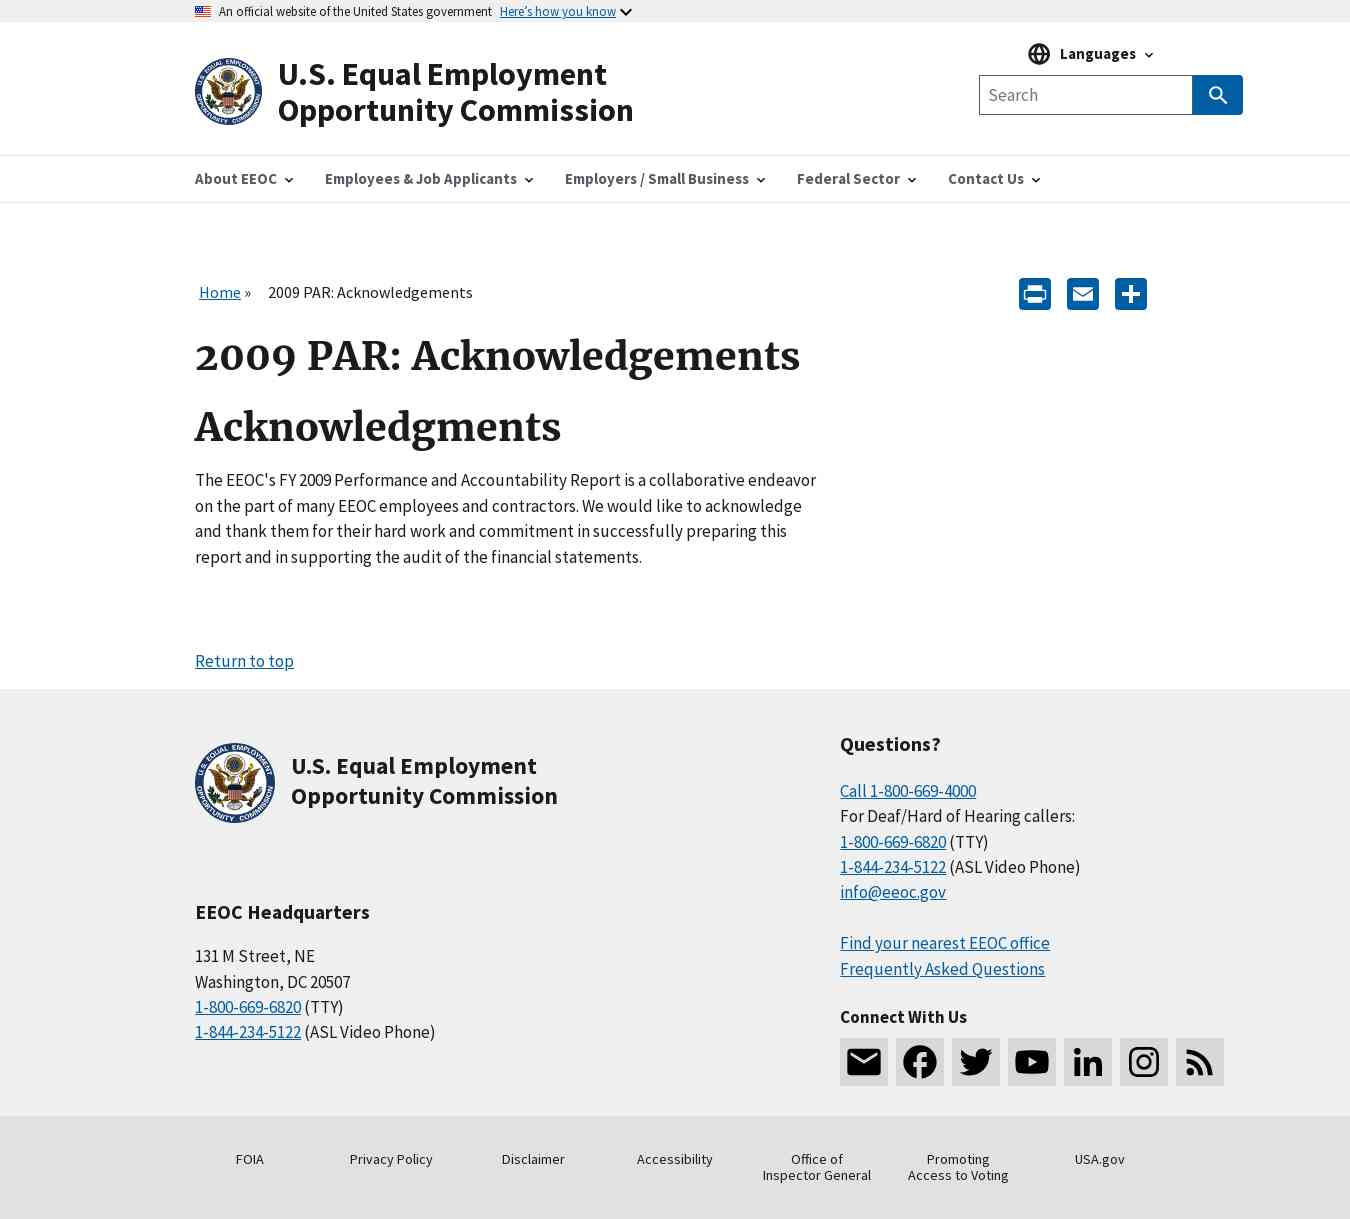 An official website of the United States government Here’s how you know
U.S. Equal Employment
Opportunity Commission
Languages
Search
About EEOC
Employees & Job Applicants
Employers / Small Business
Federal Sector
Contact Us
Home » 2009 PAR: Acknowledgements
2009 PAR: Acknowledgements
Acknowledgments
The EEOC's FY 2009 Performance and Accountability Report is a collaborative endeavor
on the part of many EEOC employees and contractors. We would like to acknowledge
and thank them for their hard work and commitment in successfully preparing this
report and in supporting the audit of the financial statements.
Return to top
U.S. EQUAL EMPLOYMENT OPPORTUNITY COMMISSION
U.S. Equal Employment
Opportunity Commission
EEOC Headquarters
131 M Street, NE
Washington, DC 20507
1-800-669-6820 (TTY)
1-844-234-5122 (ASL Video Phone)
Questions?
Call 1-800-669-4000
For Deaf/Hard of Hearing callers:
1-800-669-6820 (TTY)
1-844-234-5122 (ASL Video Phone)
info@eeoc.gov
Find your nearest EEOC office
Frequently Asked Questions
Connect With Us
FOIA
Privacy Policy
Disclaimer
Accessibility
Office of
Inspector General
Promoting
Access to Voting
USA.gov